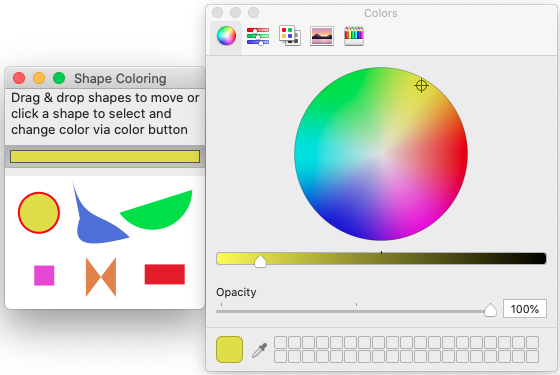 Shape Coloring
Drag & drop shapes to move or
click a shape to select and
change color via color button
Colors
Opacity
100%